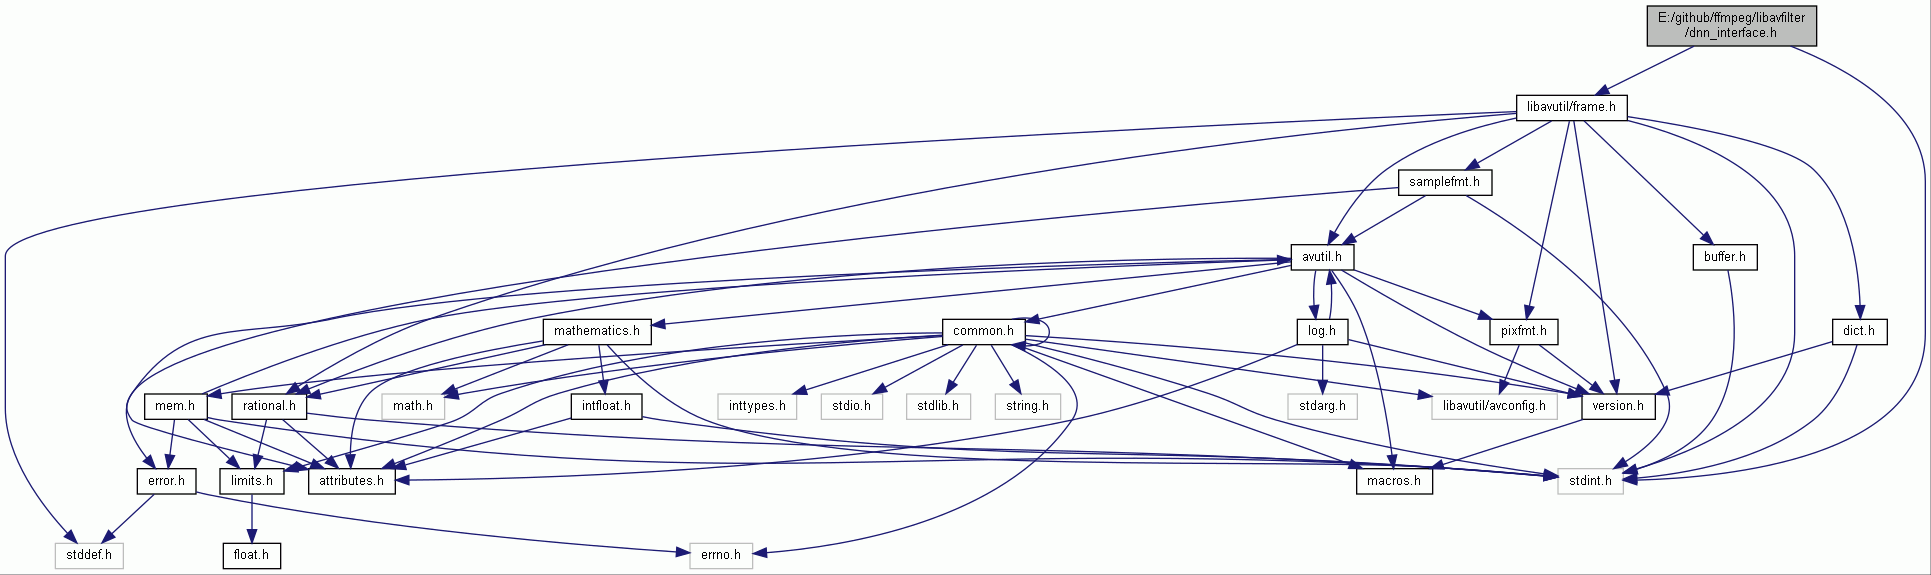 E:/github/ffmpeg/libavfilter
/dnn_interface.h
libavutil/frame.h
samplefmt.h
avutil.h
buffer.h
mathematics.h
common.h
log.h
pixfmt.h
dict.h
mem.h
rational.h
math.h
intfloat.h
inttypes.h
stdio.h
stdlib.h
string.h
stdarg.h
libavutil/avconfig.h
version.h
error.h
limits.h
attributes.h
macros.h
stdint.h
stddef.h
float.h
errno.h